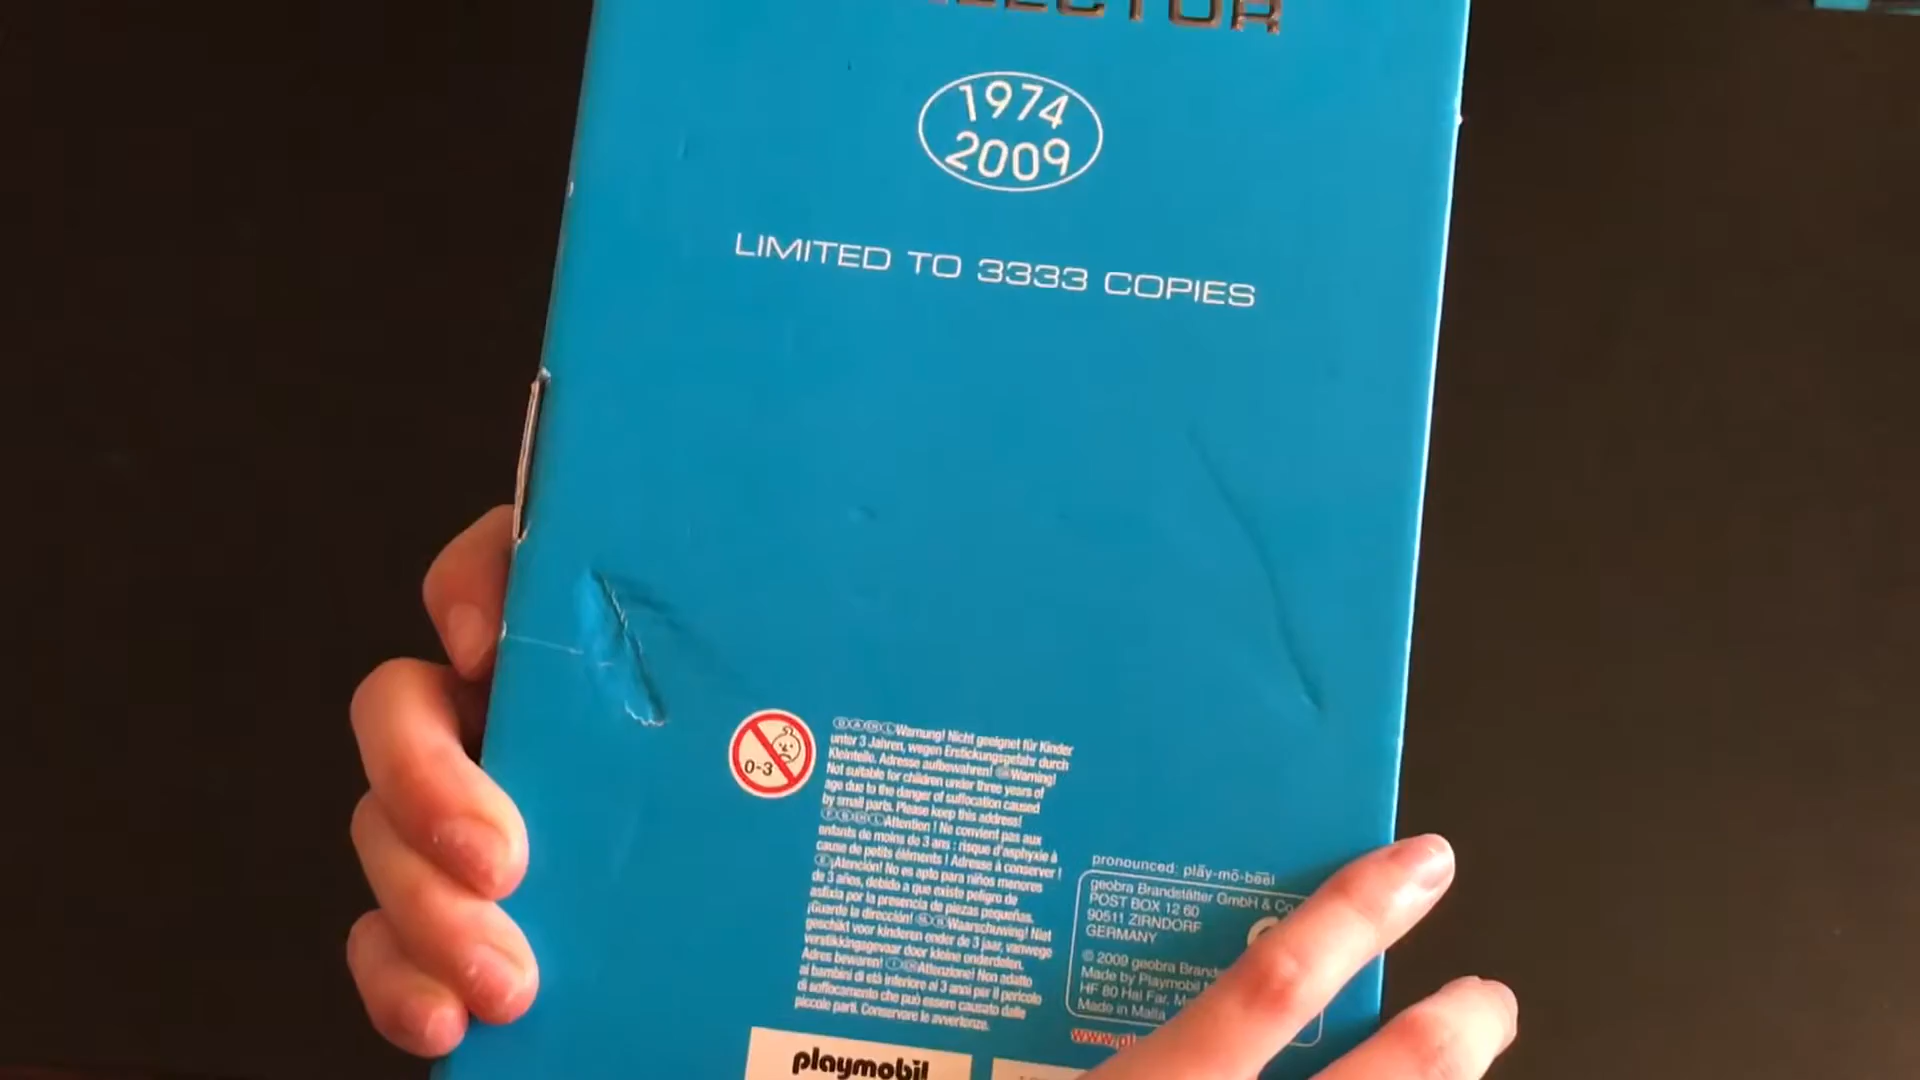 1974
2009
LIMITED TO 3333 COPIES
0-3
Warnung! Nicht geeignet für Kinder
unter 3 Jahren, wegen Erstickungsgefahr durch
Kleinteile. Adresse aufbewahren! Warning!
Not suitable for children under three years of
age due to the danger of suffocation caused
by small parts. Please keep this address!
Attention ! Ne convient pas aux
enfants de moins de 3 ans : risque d'asphyxie à
cause de petits éléments ! Adresse à conserver !
¡Atención! No es apto para niños menores
de 3 años, debido a que existe peligro de
asfixia por la presencia de piezas pequeñas.
¡Guarde la dirección! Waarschuwing! Niet
geschikt voor kinderen onder de 3 jaar, vanwege
verstikkingsgevaar door kleine onderdelen.
Adres bewaren! Attenzione! Non adatto
ai bambini di età inferiore ai 3 anni per il pericolo
di soffocamento che può essere causato dalle
piccole parti. Conservare le avvertenze.
pronounced: plāy-mō-bēēl
geobra Brandstätter GmbH & Co
POST BOX 12 60
90511 ZIRNDORF
GERMANY
© 2009 geobra
Made by Playmobil
HF 80 Hal Far,
Made in Malta
playmobil